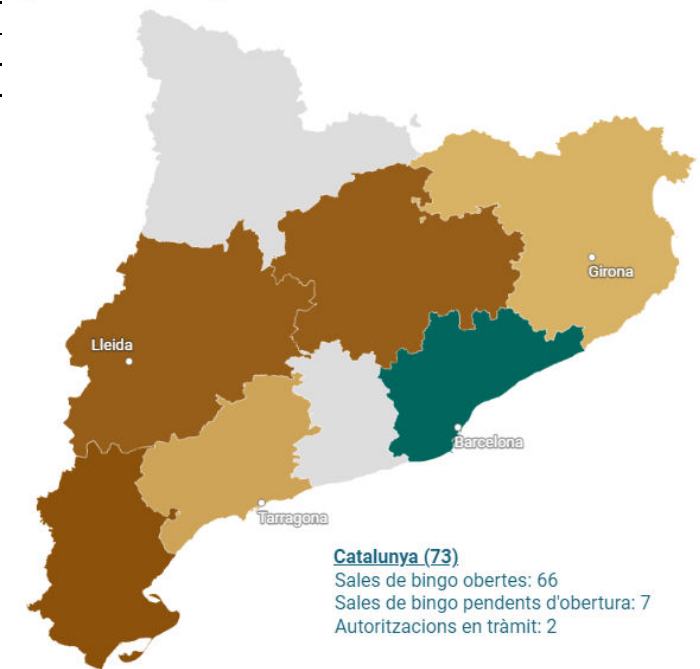 Girona
Lleida
Barcelona
Tarragona
Catalunya (73)
Sales de bingo obertes: 66
Sales de bingo pendents d'obertura: 7
Autoritzacions en tràmit: 2